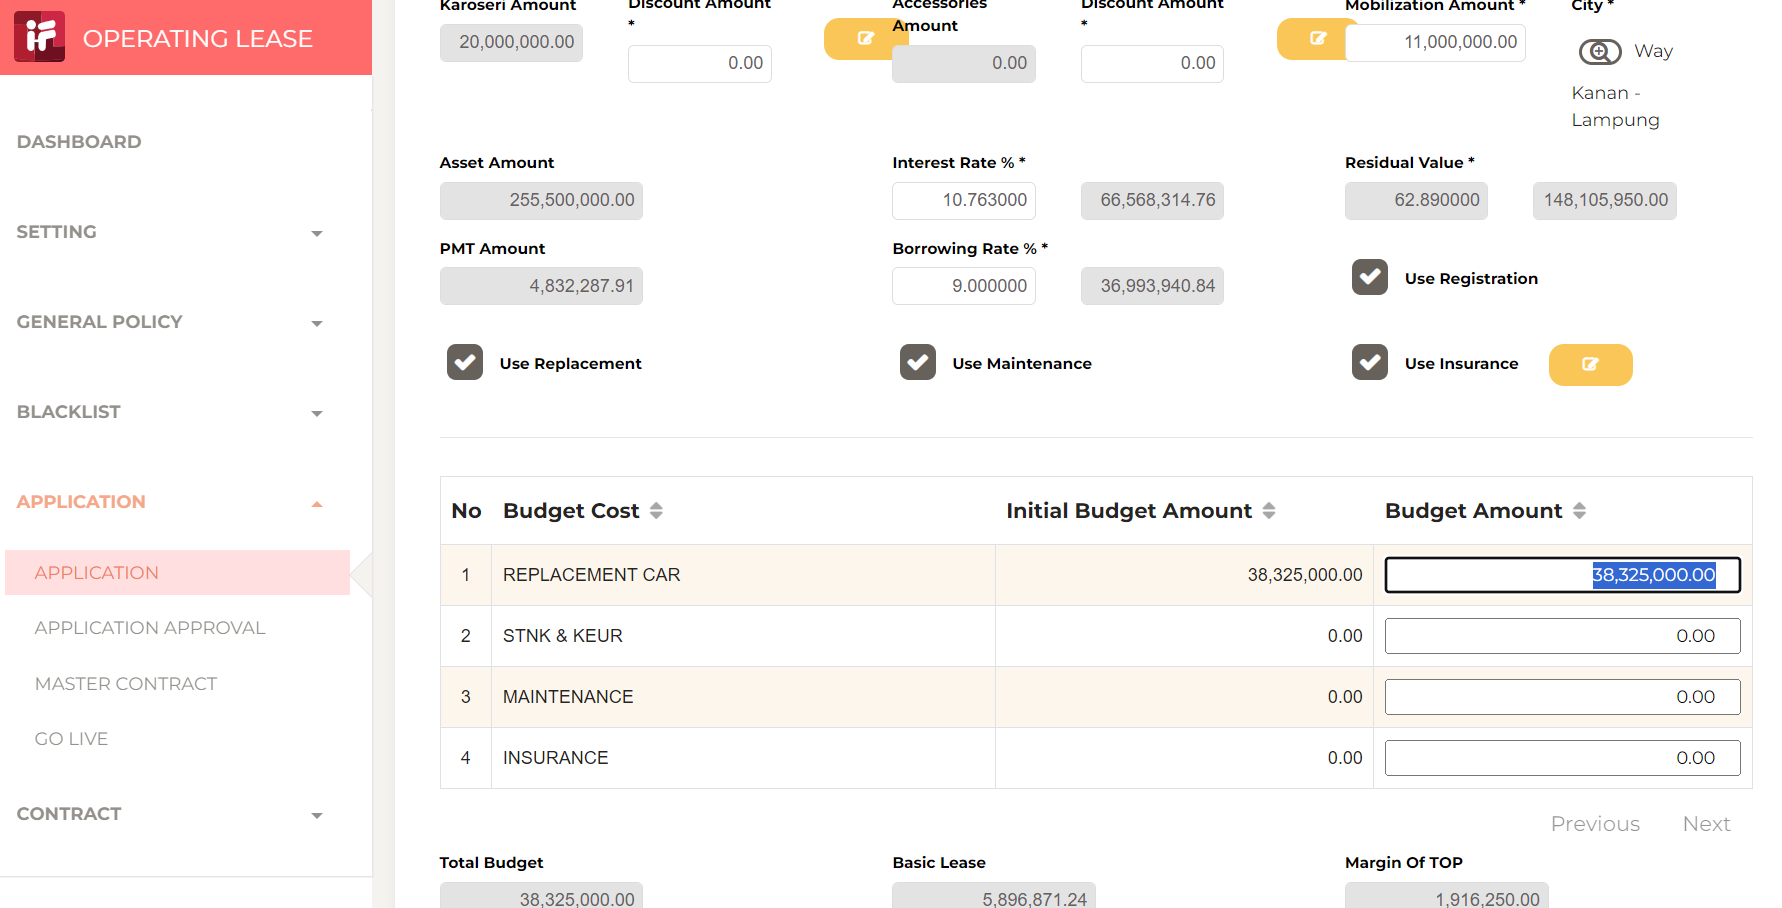 OPERATING LEASE
DASHBOARD
SETTING
GENERAL POLICY
BLACKLIST
APPLICATION
APPLICATION
APPLICATION APPROVAL
MASTER CONTRACT
GO LIVE
CONTRACT
Karoseri Amount
20,000,000.00
Discount Amount
*
0.00
Accessories
Amount
0.00
Discount Amount
*
0.00
Mobilization Amount *
11,000,000.00
City *
Way
Kanan -
Lampung
Asset Amount
255,500,000.00
Interest Rate % *
10.763000
66,568,314.76
Residual Value *
62.890000
148,105,950.00
PMT Amount
4,832,287.91
Borrowing Rate % *
9.000000
36,993,940.84
Use Registration
Use Replacement
Use Maintenance
Use Insurance
No Budget Cost Initial Budget Amount Budget Amount
1 REPLACEMENT CAR 38,325,000.00 38,325,000.00
2 STNK & KEUR 0.00 0.00
3 MAINTENANCE 0.00 0.00
4 INSURANCE 0.00 0.00
Previous Next
Total Budget
38,325,000.00
Basic Lease
5,896,871.24
Margin Of TOP
1,916,250.00